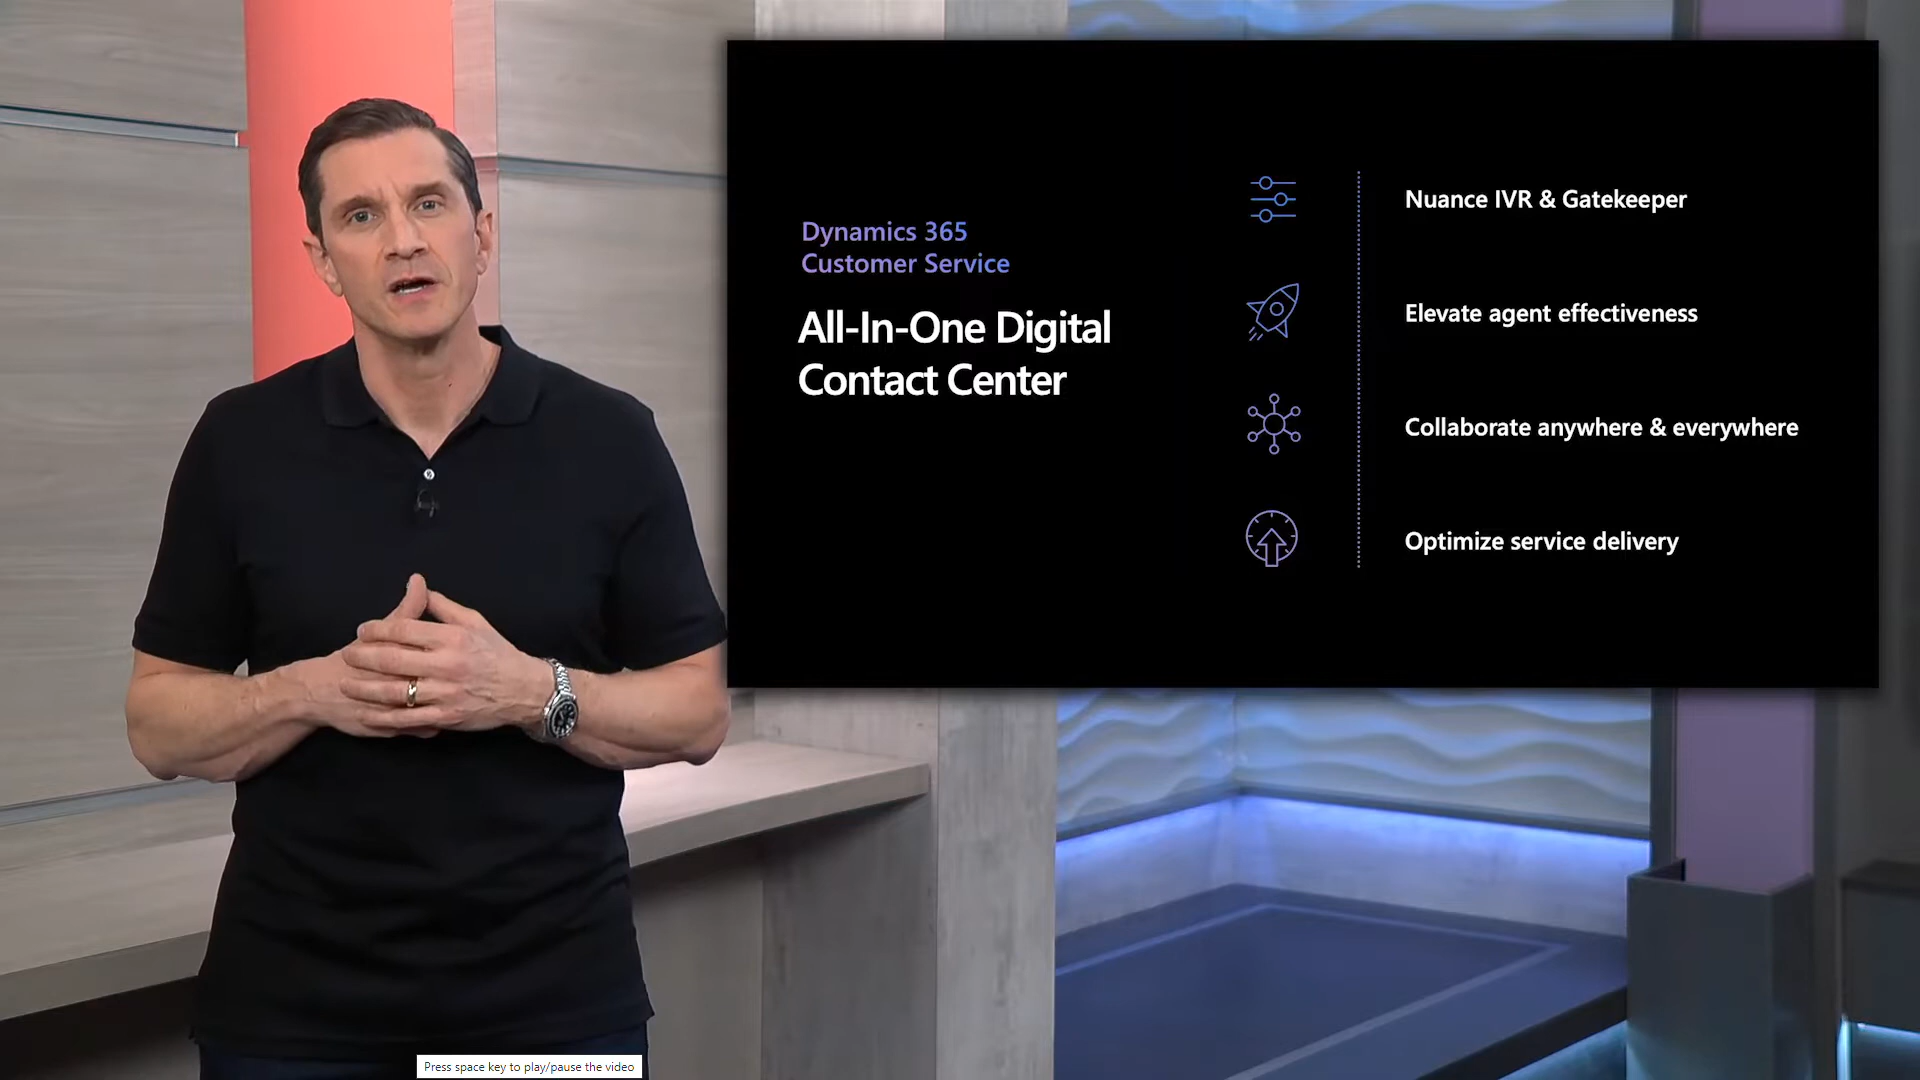 Dynamics 365
Customer Service
All-In-One Digital
Contact Center
Nuance IVR & Gatekeeper
Elevate agent effectiveness
Collaborate anywhere & everywhere
Optimize service delivery
Press space key to play/pause the video